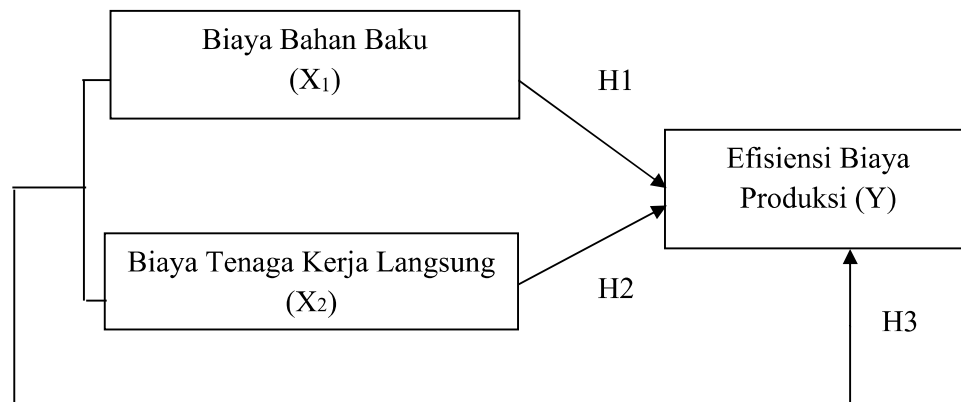 Biaya Bahan Baku
(X₁)
H1
Efisiensi Biaya
Produksi (Y)
Biaya Tenaga Kerja Langsung
(X₂)
H2
H3